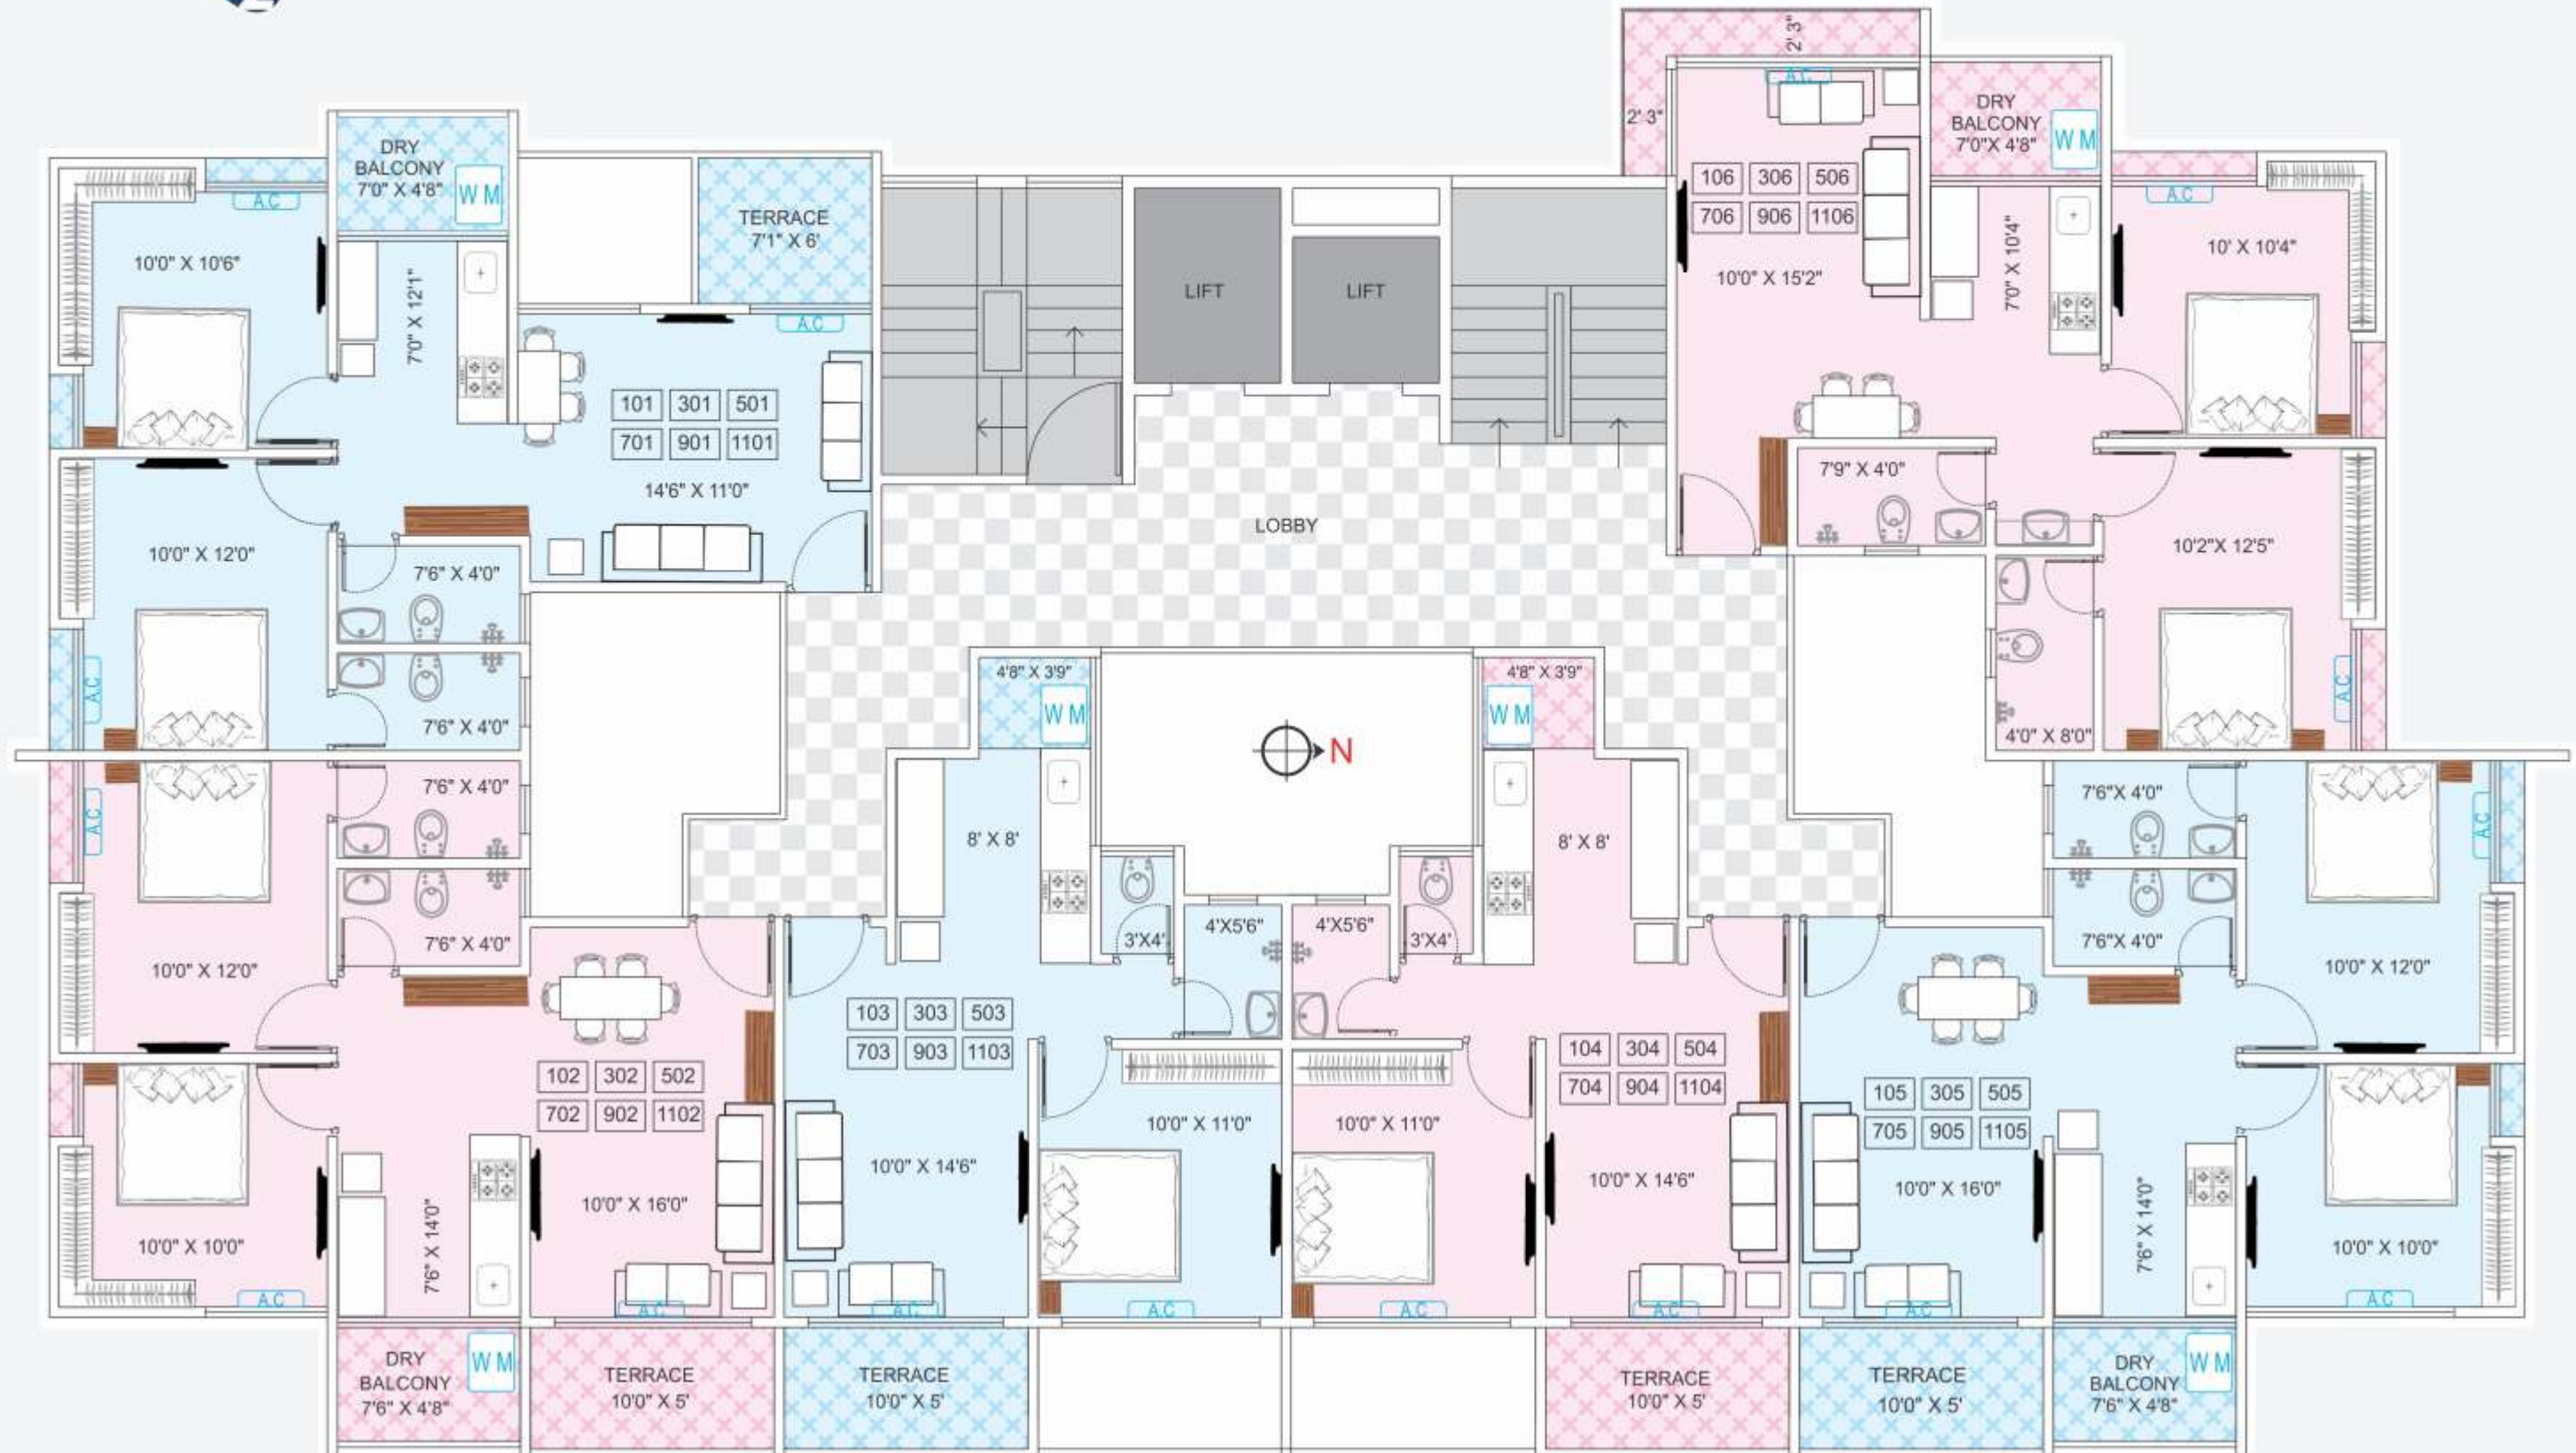 2' 3"
2' 3"
A.C
DRY
BALCONY
7'0"X 4'8"
W M
DRY
BALCONY
7'0" X 4'8"
W M
A.C
TERRACE
7'1" X 6'
10'0" X 10'6"
7'0" X 12'1"
A.C
101 301 501
701 901 1101
14'6" X 11'0"
LIFT
LIFT
106 306 506
706 906 1106
10'0" X 15'2"
7'0" X 10'4"
A.C
10' X 10'4"
LOBBY
7'9" X 4'0"
10'2"X 12'5"
A.C
4'0" X 8'0"
10'0" X 12'0"
A.C
7'6" X 4'0"
7'6" X 4'0"
4'8" X 3'9"
W M
4'8" X 3'9"
W M
N
7'6" X 4'0"
A.C
7'6" X 4'0"
10'0" X 12'0"
8' X 8'
8' X 8'
3'X4'
4'X5'6"
4'X5'6"
3'X4'
7'6"X 4'0"
A.C
7'6"X 4'0"
10'0" X 12'0"
102 302 502
702 902 1102
10'0" X 16'0"
7'6" X 14'0"
10'0" X 10'0"
A.C
A.C
103 303 503
703 903 1103
10'0" X 14'6"
A.C
10'0" X 11'0"
A.C
10'0" X 11'0"
A.C
104 304 504
704 904 1104
10'0" X 14'6"
A.C
105 305 505
705 905 1105
10'0" X 16'0"
A.C
7'6" X 14'0"
10'0" X 10'0"
A.C
DRY
BALCONY
7'6" X 4'8"
W M
TERRACE
10'0" X 5'
TERRACE
10'0" X 5'
TERRACE
10'0" X 5'
TERRACE
10'0" X 5'
DRY
BALCONY
7'6" X 4'8"
W M